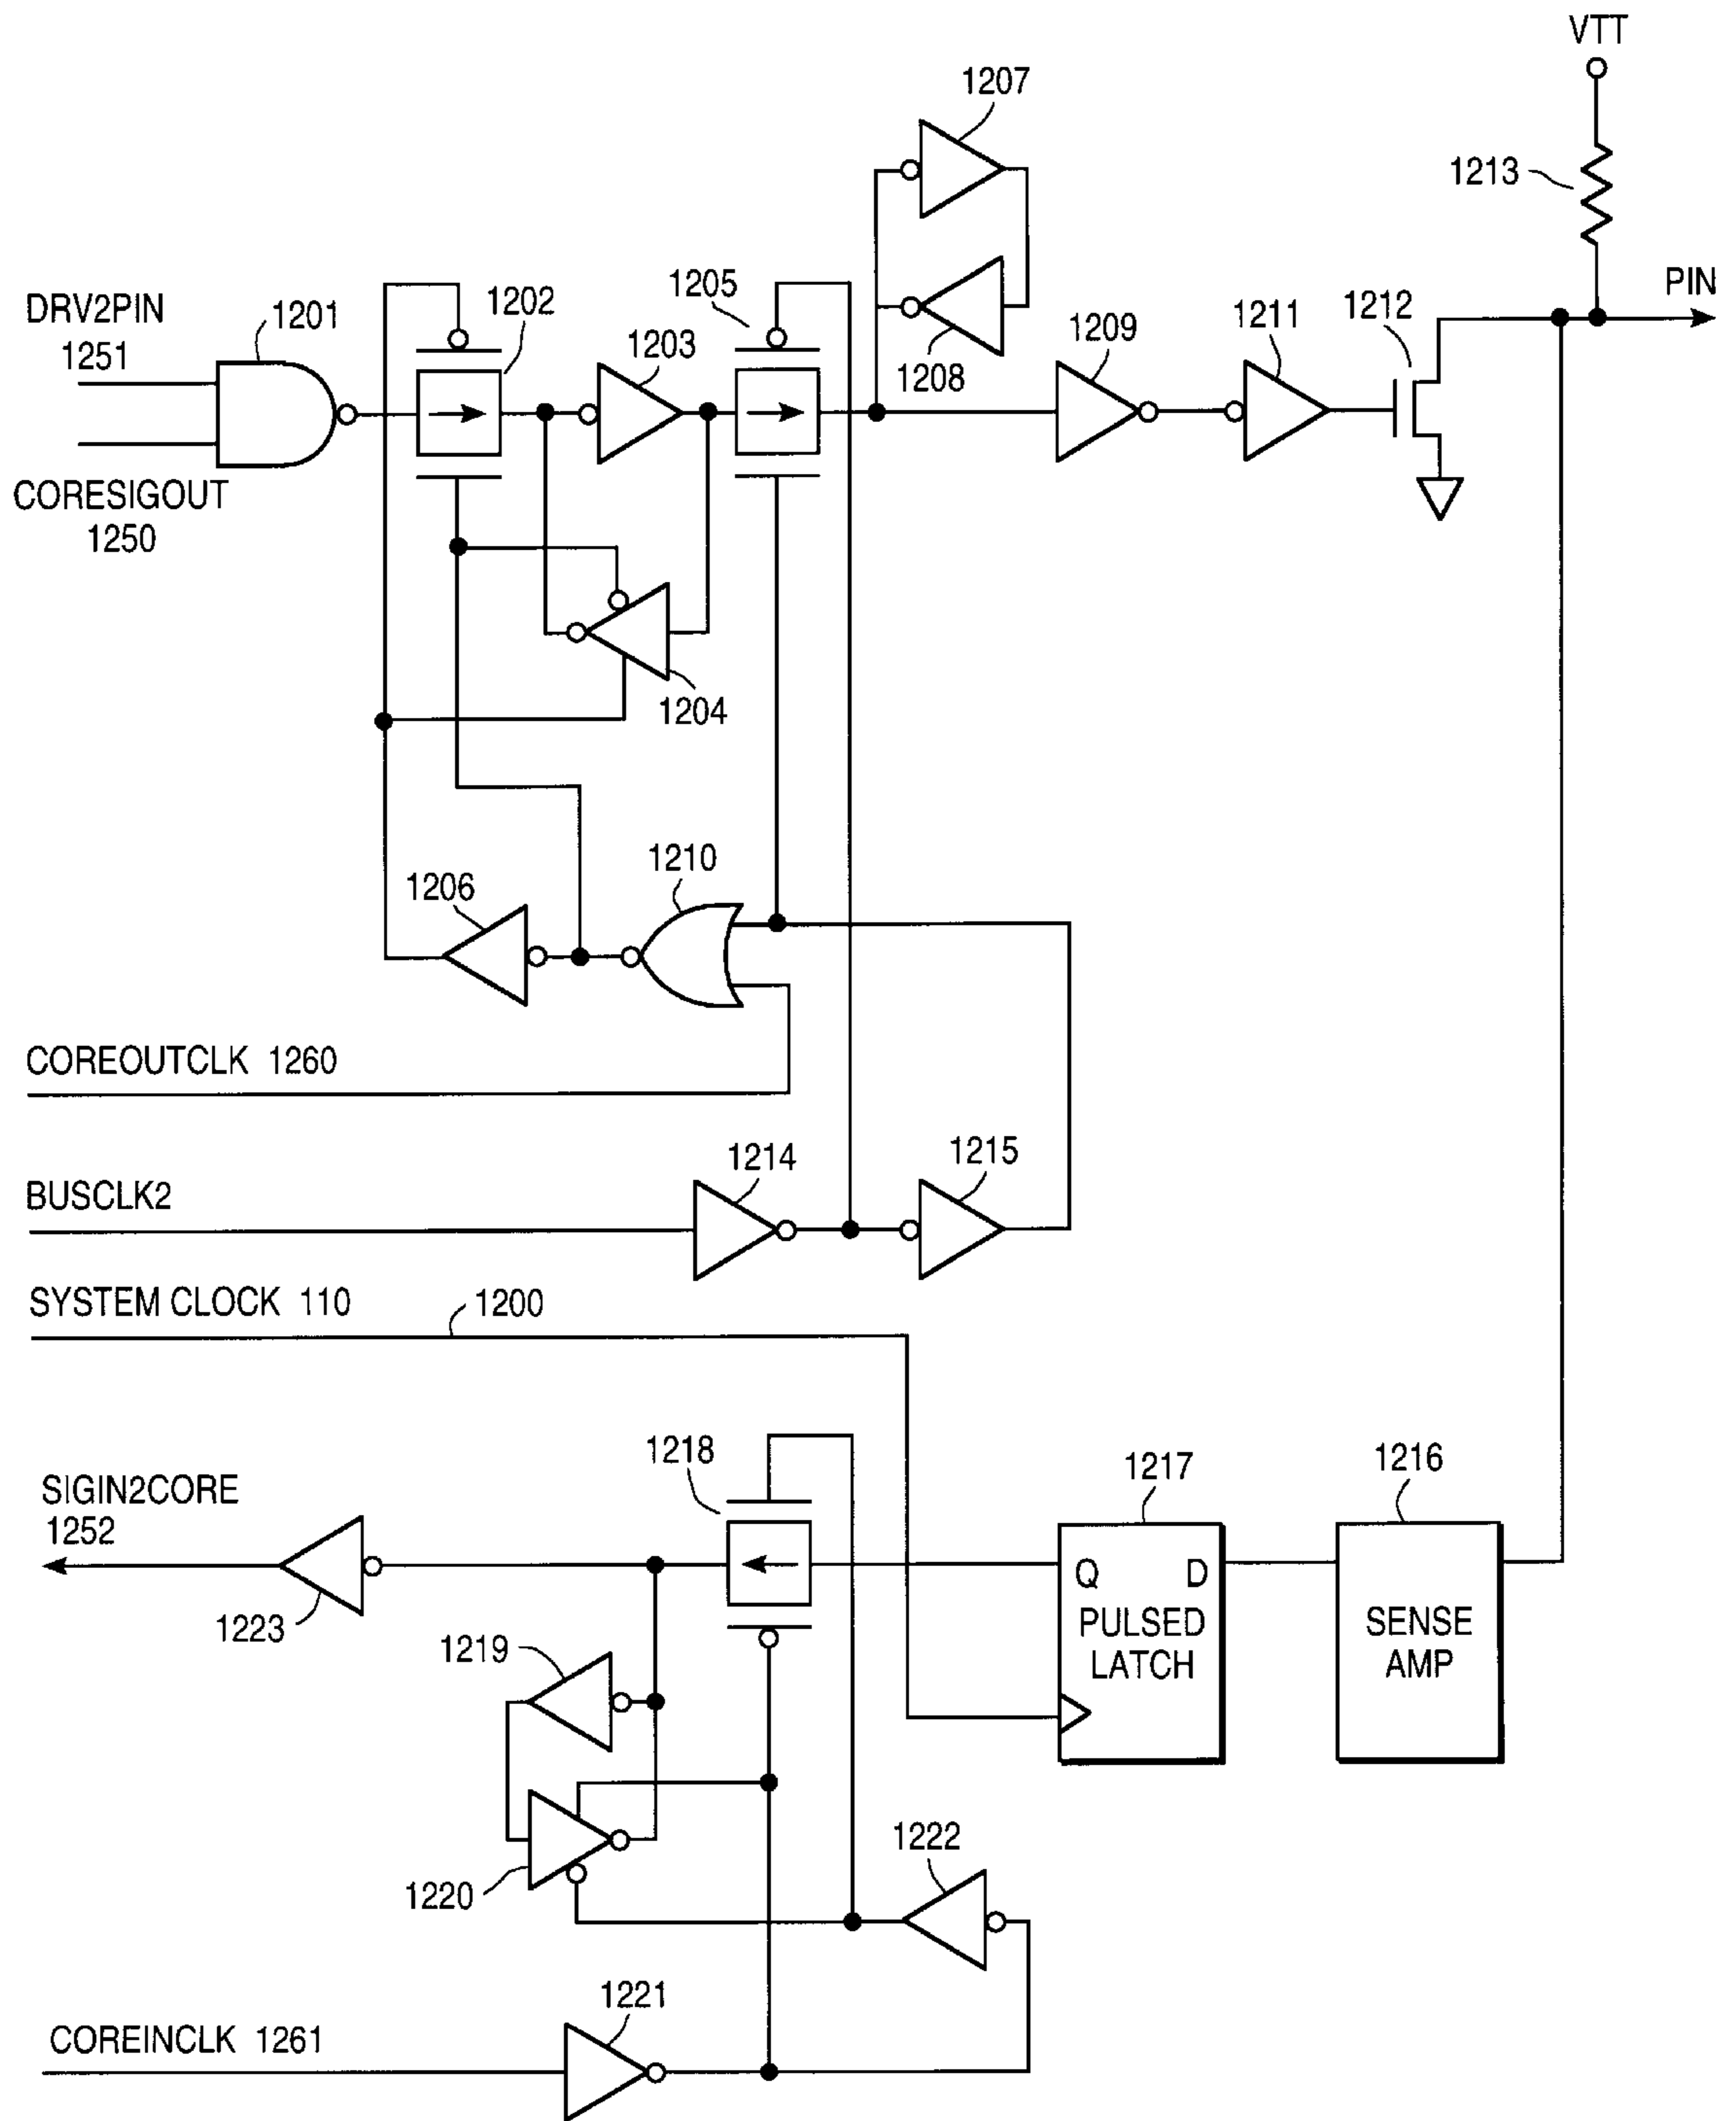 VTT
1207
1213
1205
PIN
DRV2PIN
1251
1201
1202
1203
1208
1209
1211
1212
CORESIGOUT
1250
1204
1210
1206
COREOUTCLK 1260
1214
1215
BUSCLK2
SYSTEM CLOCK 110
1200
1218
1217
1216
SIGIN2CORE
1252
Q D
PULSED
LATCH
SENSE
AMP
1223
1219
1222
1220
1221
COREINCLK 1261